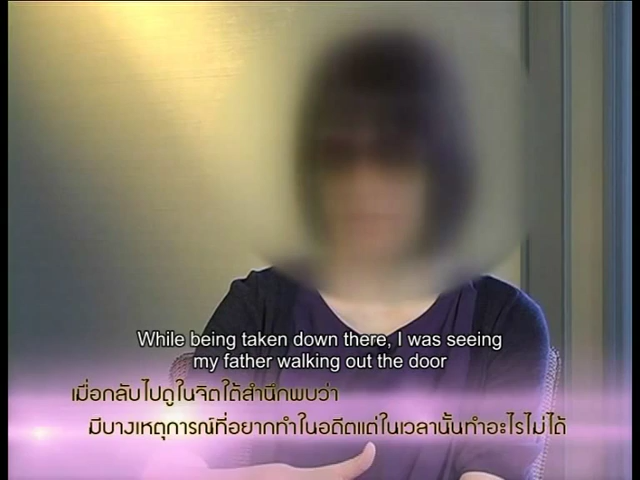 While being taken down there, I was seeing
my father walking out the door
เมื่อกลับไปดูในจิตใต้สำนึกพบว่า
มีบางเหตุการณ์ที่อยากทำในอดีตแต่ในเวลานั้นทำอะไรไม่ได้